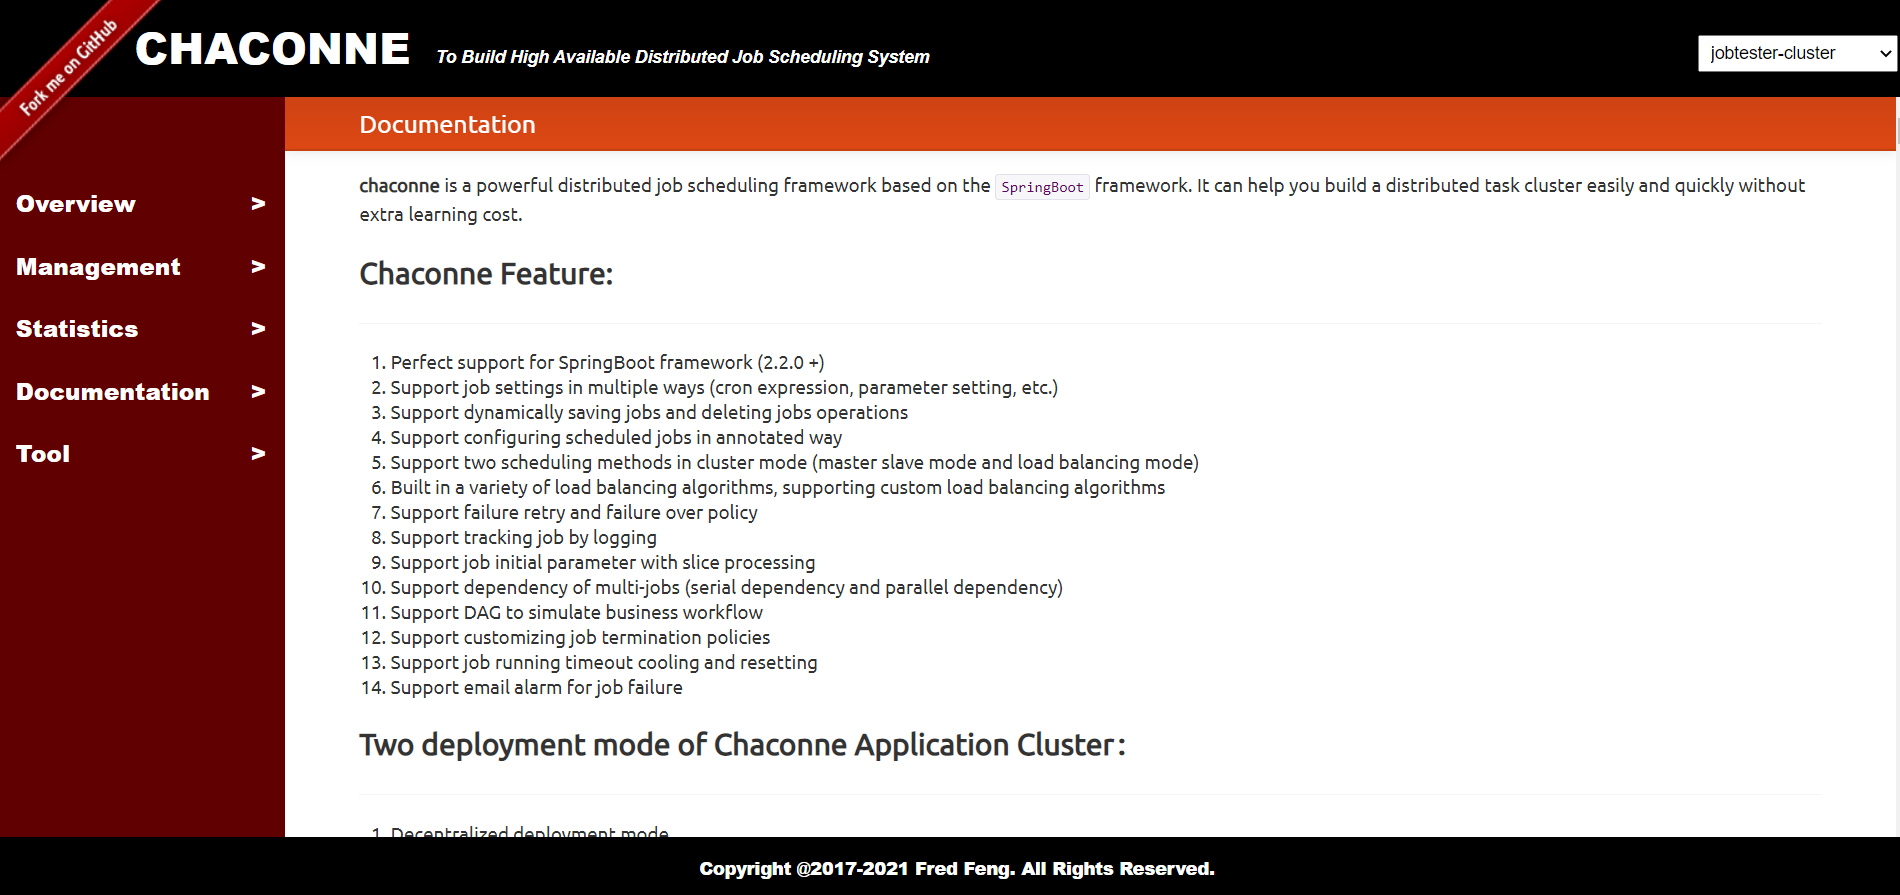 Fork me on GitHub
CHACONNE To Build High Available Distributed Job Scheduling System
jobtester-cluster
Overview >
Management >
Statistics >
Documentation >
Tool >
Documentation
chaconne is a powerful distributed job scheduling framework based on the SpringBoot framework. It can help you build a distributed task cluster easily and quickly without
extra learning cost.
Chaconne Feature:
1. Perfect support for SpringBoot framework (2.2.0 +)
2. Support job settings in multiple ways (cron expression, parameter setting, etc.)
3. Support dynamically saving jobs and deleting jobs operations
4. Support configuring scheduled jobs in annotated way
5. Support two scheduling methods in cluster mode (master slave mode and load balancing mode)
6. Built in a variety of load balancing algorithms, supporting custom load balancing algorithms
7. Support failure retry and failure over policy
8. Support tracking job by logging
9. Support job initial parameter with slice processing
10. Support dependency of multi-jobs (serial dependency and parallel dependency)
11. Support DAG to simulate business workflow
12. Support customizing job termination policies
13. Support job running timeout cooling and resetting
14. Support email alarm for job failure
Two deployment mode of Chaconne Application Cluster:
1. Decentralized deployment mode
Copyright @2017-2021 Fred Feng. All Rights Reserved.